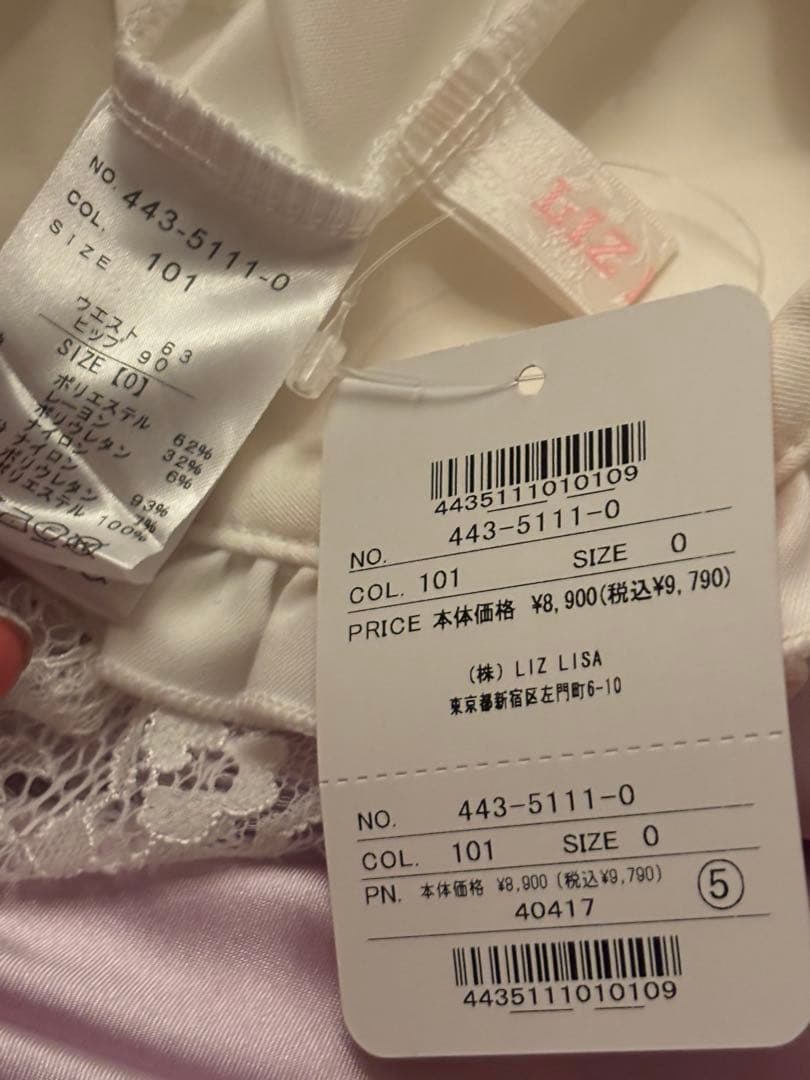 NO. 443-5111-0
COL. 101
SIZE
ウエスト 63
ヒップ 90
SIZE【0】
ポリエステル 62%
レーヨン 32%
ポリウレタン 6%
ナイロン
ナイロン 93%
ポリウレタン 7%
ポリエステル 100%
LIZ
4435111010109
NO. 443-5111-0
COL. 101 SIZE 0
PRICE 本体価格 ¥8,900(税込¥9,790)
(株) LIZ LISA
東京都新宿区左門町6-10
NO. 443-5111-0
COL. 101 SIZE 0
PN. 本体価格 ¥8,900 (税込¥9,790)
40417
⑤
4435111010109